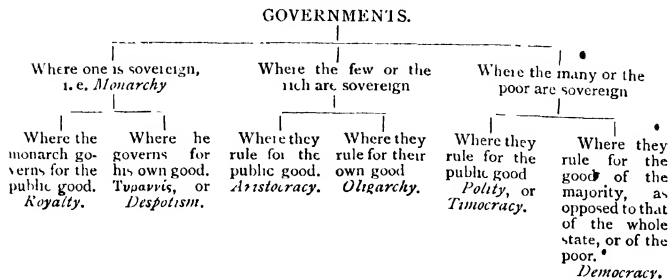 GOVERNMENTS.
Where one is sovereign,
i. e. Monarchy
Where the few or the
rich are sovereign
Where the many or the
poor are sovereign
Where the
monarch go-
verns for the
public good.
Royalty.
Where he
governs for
his own good.
Τυραννίς, or
Despotism.
Where they
rule for the
public good.
Aristocracy.
Where they
rule for their
own good
Oligarchy.
Where they
rule for the
public good
Polity, or
Timocracy.
Where they
rule for the
good of the
majority, as
opposed to that
of the whole
state, or of the
poor.
Democracy.